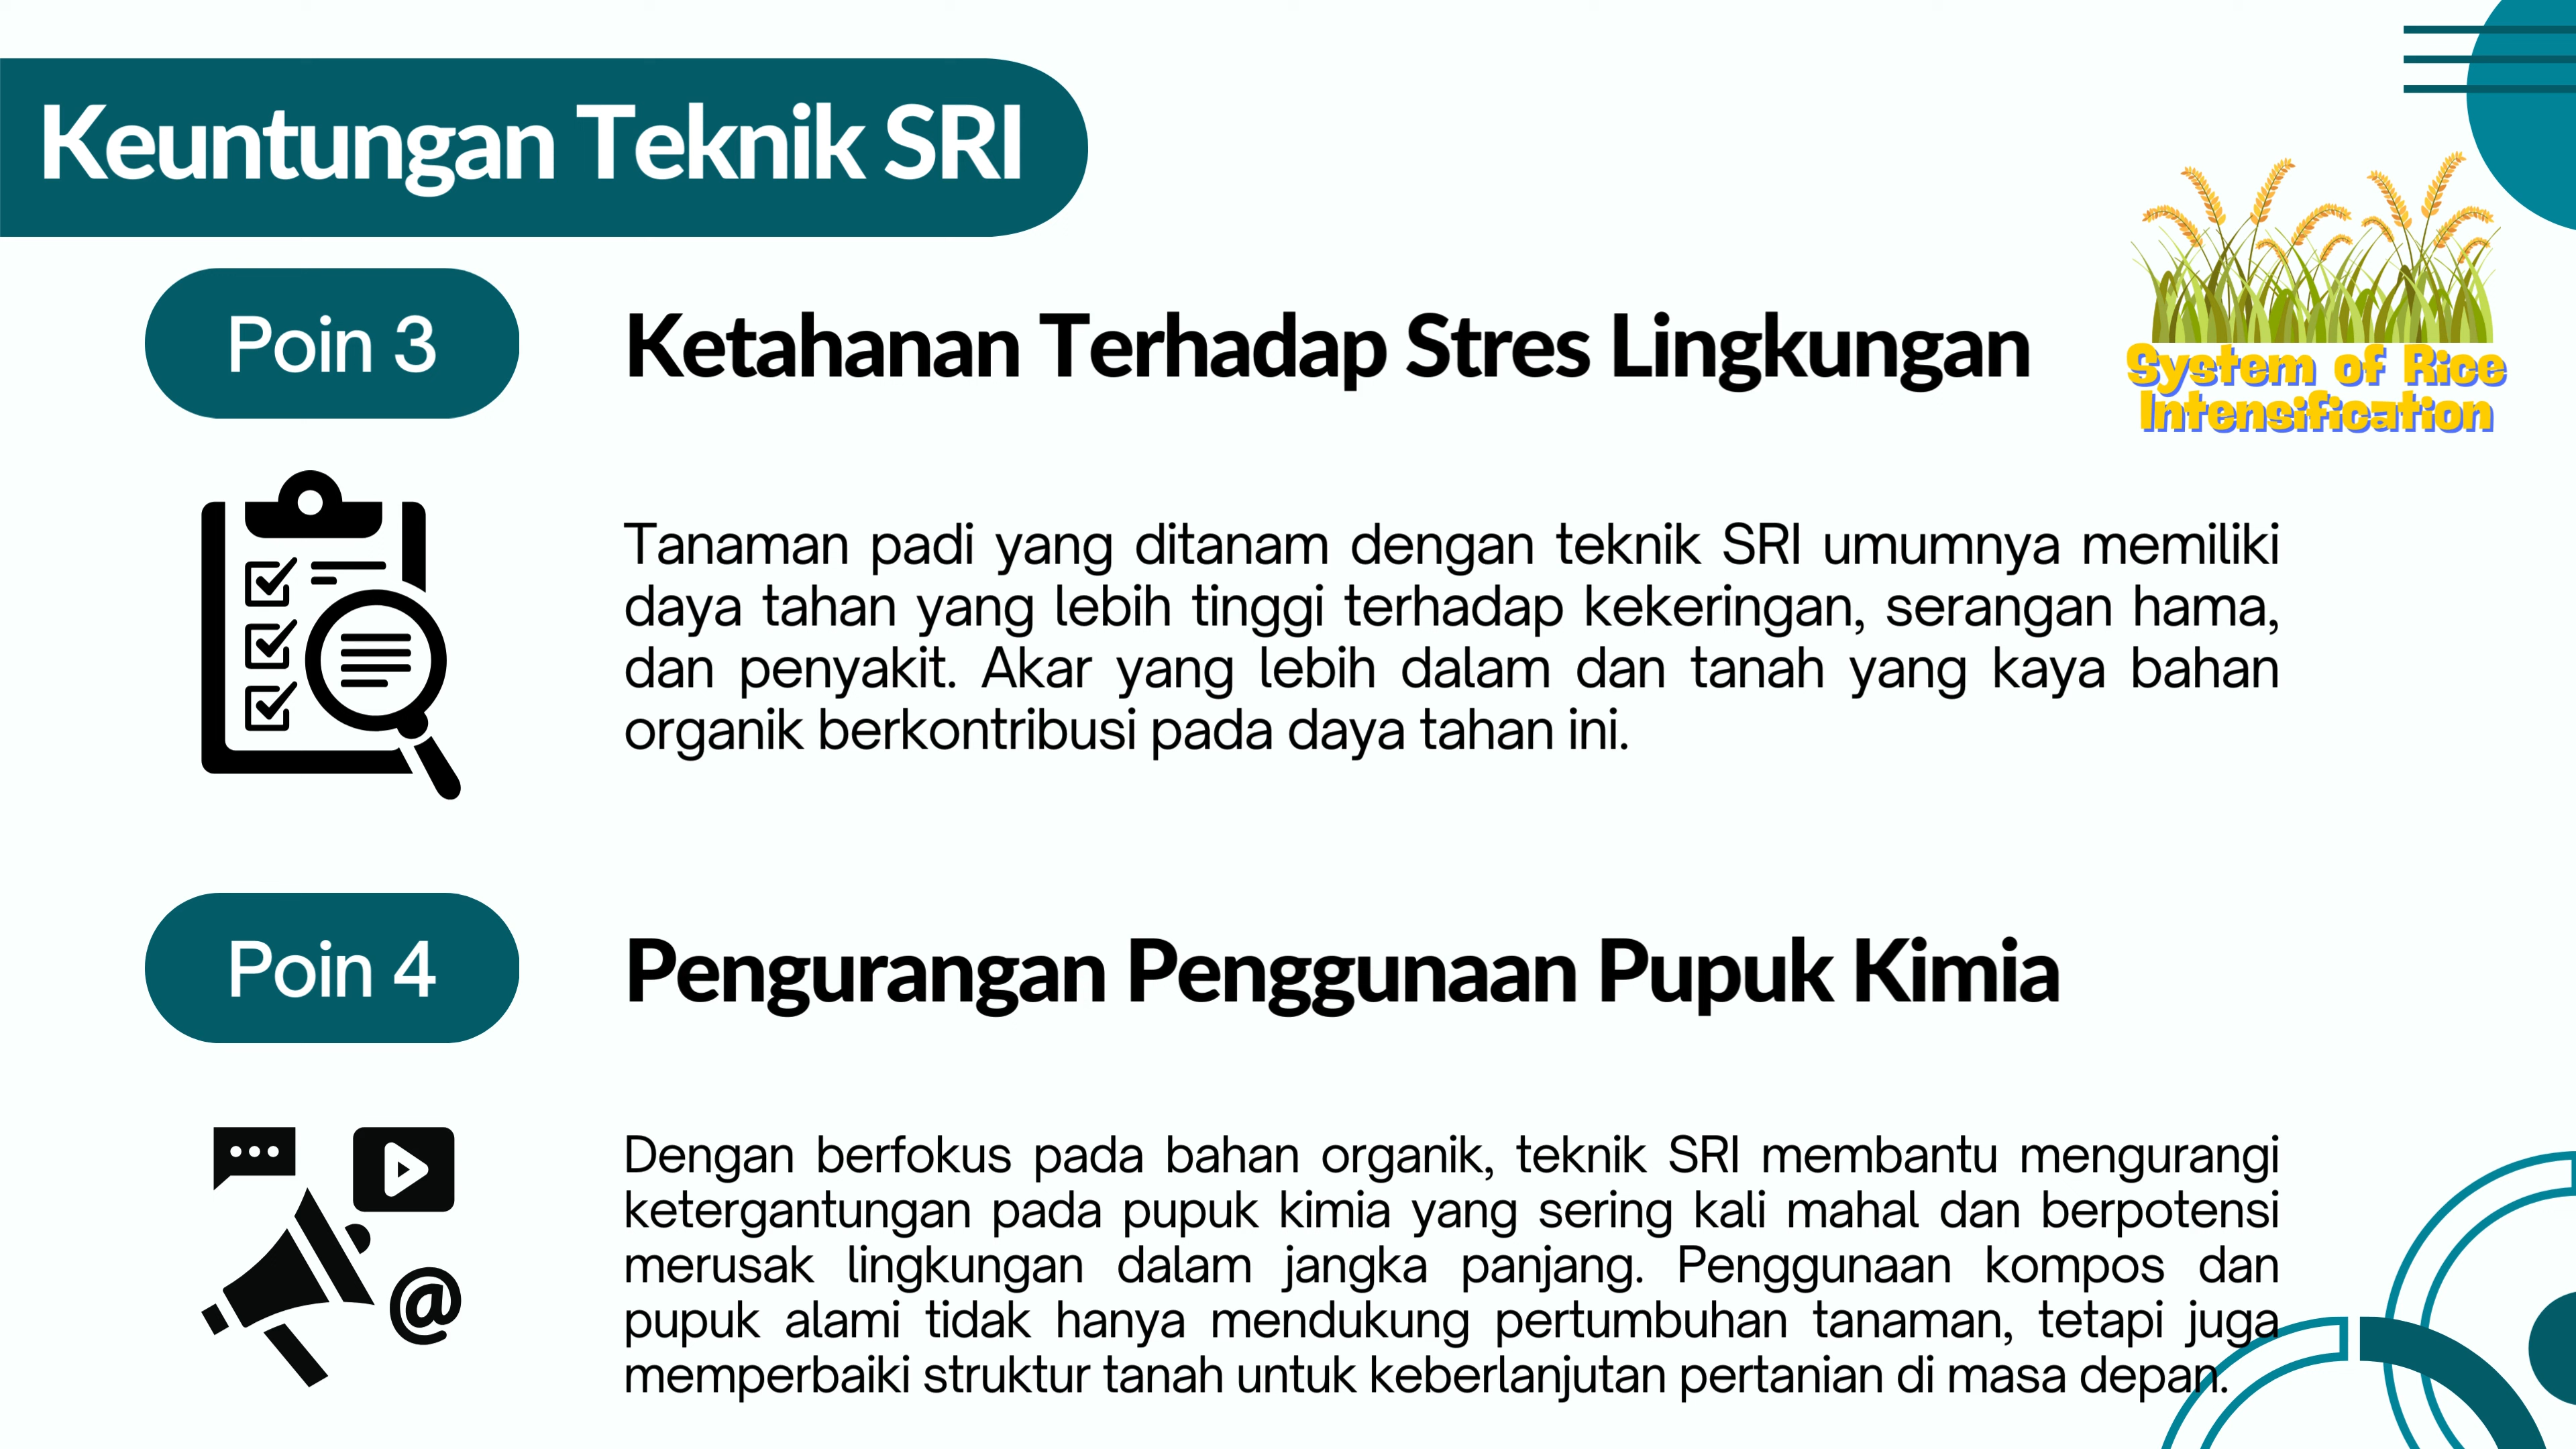 Keuntungan Teknik SRI
Poin 3
Ketahanan Terhadap Stres Lingkungan
System of Rice
Intensification
Tanaman padi yang ditanam dengan teknik SRI umumnya memiliki
daya tahan yang lebih tinggi terhadap kekeringan, serangan hama,
dan penyakit. Akar yang lebih dalam dan tanah yang kaya bahan
organik berkontribusi pada daya tahan ini.
Poin 4
Pengurangan Penggunaan Pupuk Kimia
@
Dengan berfokus pada bahan organik, teknik SRI membantu mengurangi
ketergantungan pada pupuk kimia yang sering kali mahal dan berpotensi
merusak lingkungan dalam jangka panjang. Penggunaan kompos dan
pupuk alami tidak hanya mendukung pertumbuhan tanaman, tetapi juga
memperbaiki struktur tanah untuk keberlanjutan pertanian di masa depan.